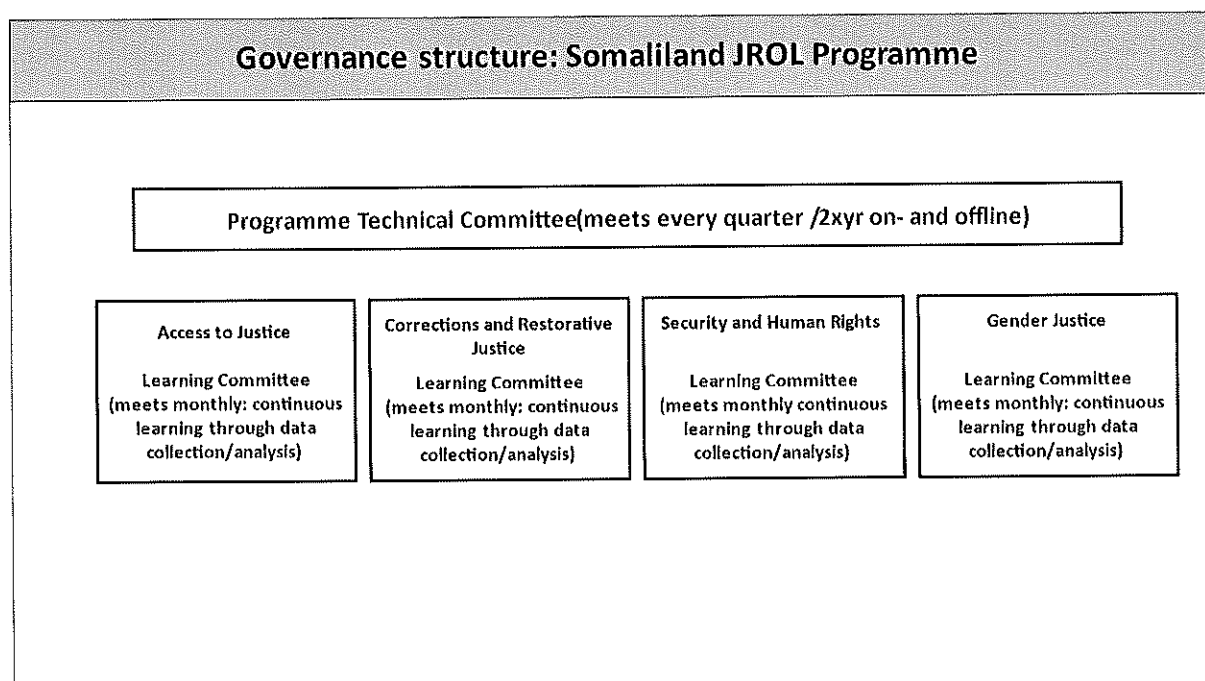 Governance structure: Somaliland JROL Programme
Programme Technical Committee(meets every quarter /2xyr on- and offline)
Access to Justice
Learning Committee
(meets monthly: continuous
learning through data
collection/analysis)
Corrections and Restorative
Justice
Learning Committee
(meets monthly: continuous
learning through data
collection/analysis)
Security and Human Rights
Learning Committee
(meets monthly continuous
learning through data
collection/analysis)
Gender Justice
Learning Committee
(meets monthly: continuous
learning through data
collection/analysis)